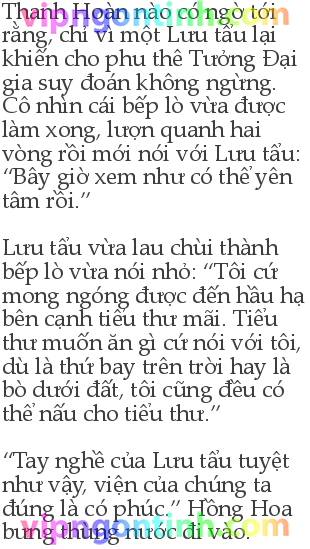 Thanh Hoàn nào có ngờ tới
rằng, chỉ vì một Lưu tẩu lại
khiến cho phu thê Tưởng Đại
gia suy đoán không ngừng.
Cô nhìn cái bếp lò vừa được
làm xong, lượn quanh hai
vòng rồi mới nói với Lưu tẩu:
“Bây giờ xem như có thể yên
tâm rồi.”
Lưu tẩu vừa lau chùi thành
bếp lò vừa nói nhỏ: “Tôi cứ
mong ngóng được đến hầu hạ
bên cạnh tiểu thư mãi. Tiểu
thư muốn ăn gì cứ nói với tôi,
dù là thứ bay trên trời hay là
bò dưới đất, tôi cũng đều có
thể nấu cho tiểu thư.”
“Tay nghề của Lưu tẩu tuyệt
như vậy, viện của chúng ta
đúng là có phúc.” Hồng Hoa
bưng thùng nước đi vào.
vipngontinh.com
vipngontinh.com